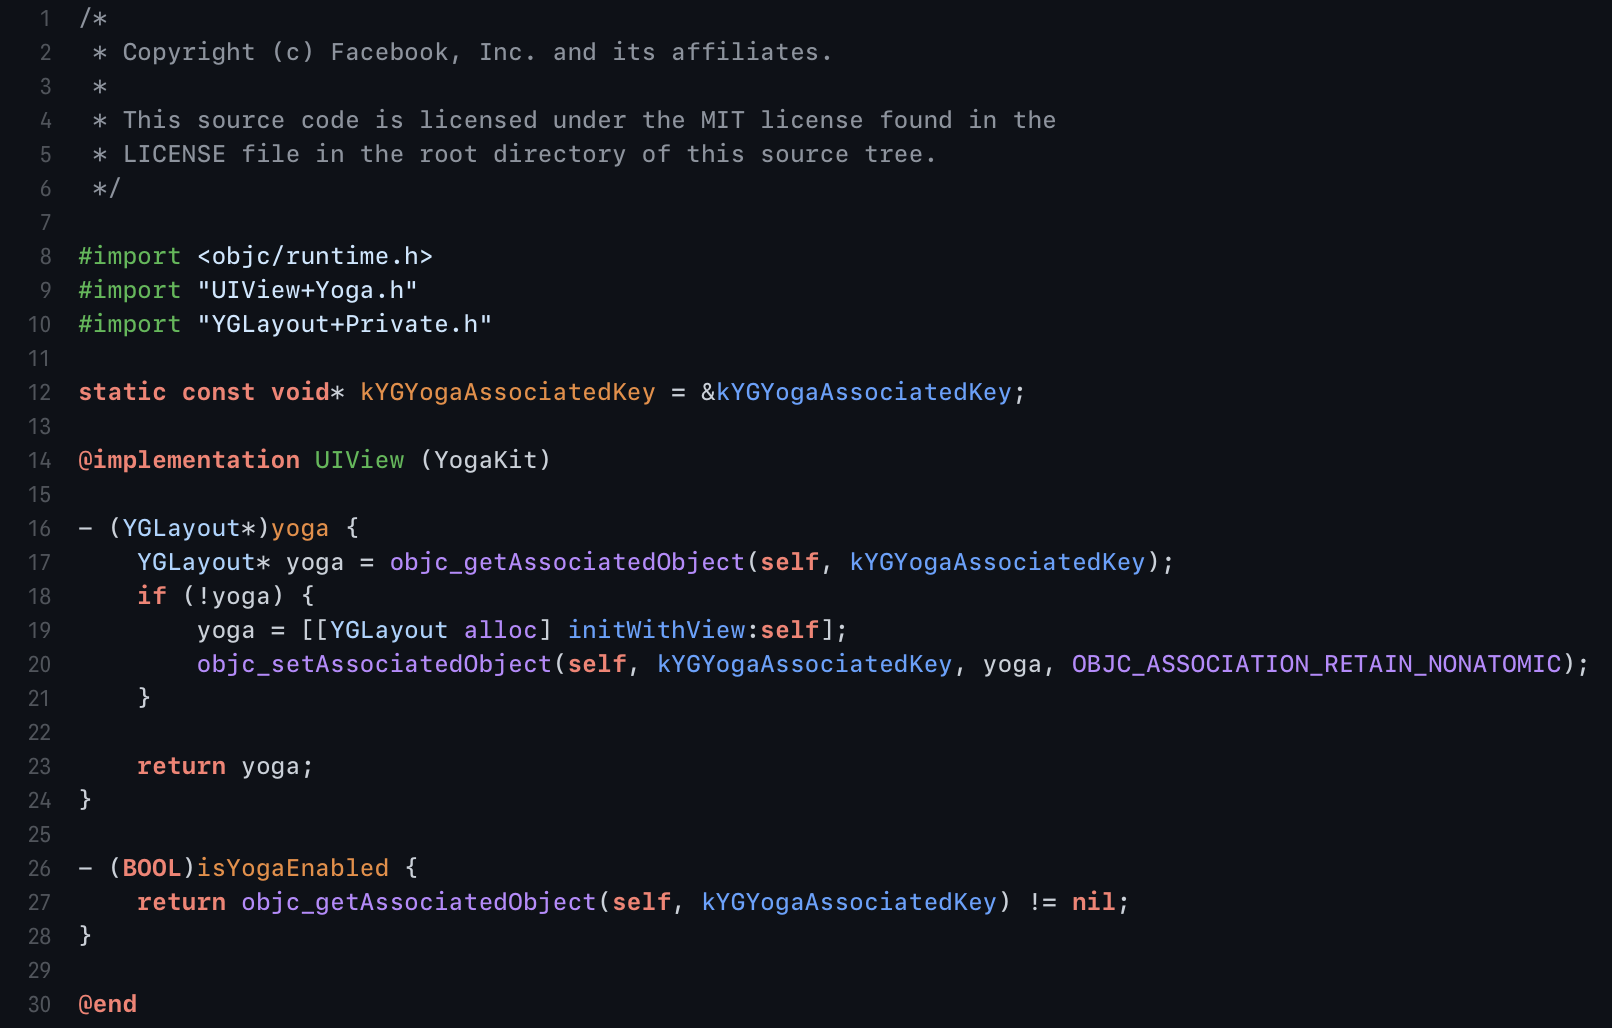 1 /*
2  * Copyright (c) Facebook, Inc. and its affiliates.
3  *
4  * This source code is licensed under the MIT license found in the
5  * LICENSE file in the root directory of this source tree.
6  */
7
8 #import <objc/runtime.h>
9 #import "UIView+Yoga.h"
10 #import "YGLayout+Private.h"
11
12 static const void* kYGYogaAssociatedKey = &kYGYogaAssociatedKey;
13
14 @implementation UIView (YogaKit)
15
16 - (YGLayout*)yoga {
17     YGLayout* yoga = objc_getAssociatedObject(self, kYGYogaAssociatedKey);
18     if (!yoga) {
19         yoga = [[YGLayout alloc] initWithView:self];
20         objc_setAssociatedObject(self, kYGYogaAssociatedKey, yoga, OBJC_ASSOCIATION_RETAIN_NONATOMIC);
21     }
22
23     return yoga;
24 }
25
26 - (BOOL)isYogaEnabled {
27     return objc_getAssociatedObject(self, kYGYogaAssociatedKey) != nil;
28 }
29
30 @end